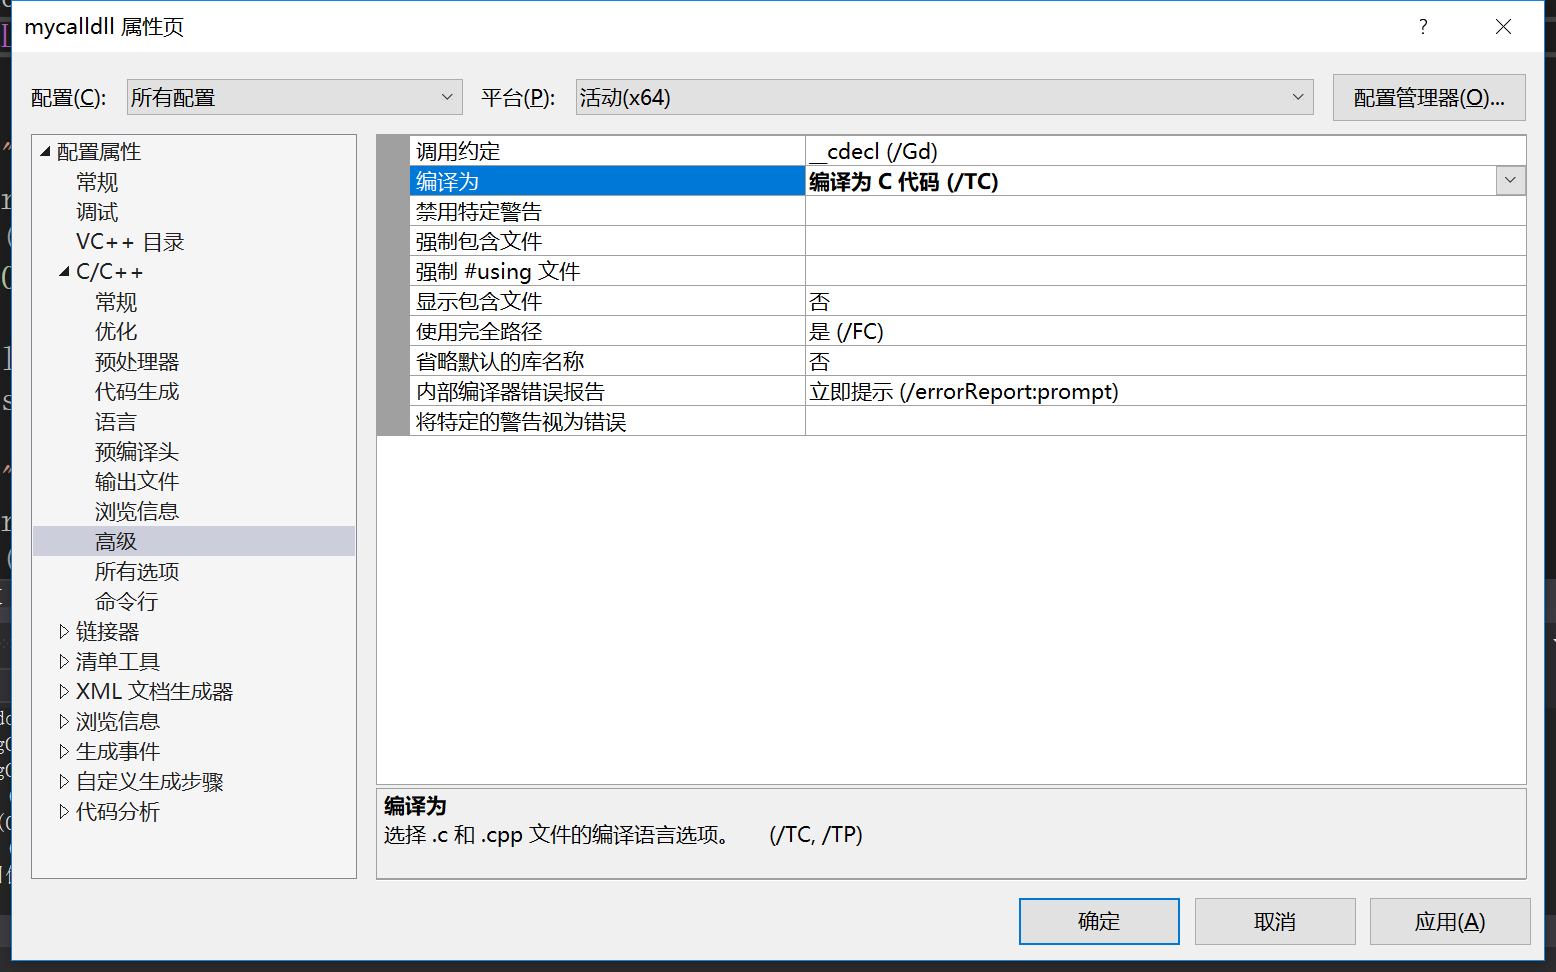 mycalldll 属性页
?
配置(C):
所有配置
平台(P):
活动(x64)
配置管理器(O)...
配置属性
常规
调试
VC++ 目录
C/C++
常规
优化
预处理器
代码生成
语言
预编译头
输出文件
浏览信息
高级
所有选项
命令行
链接器
清单工具
XML 文档生成器
浏览信息
生成事件
自定义生成步骤
代码分析
调用约定 __cdecl (/Gd)
编译为 编译为 C 代码 (/TC)
禁用特定警告
强制包含文件
强制 #using 文件
显示包含文件 否
使用完全路径 是 (/FC)
省略默认的库名称 否
内部编译器错误报告 立即提示 (/errorReport:prompt)
将特定的警告视为错误
编译为
选择 .c 和 .cpp 文件的编译语言选项。 (/TC, /TP)
确定
取消
应用(A)